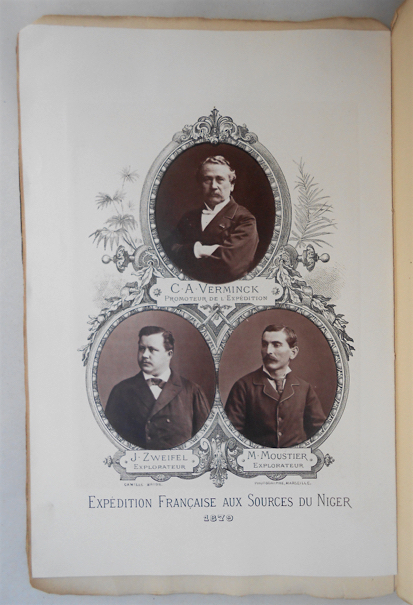 C·A·VERMINCK
PROMOTEUR DE L'EXPÉDITION
J·ZWEIFEL
EXPLORATEUR
M·MOUSTIER
EXPLORATEUR
EXPÉDITION FRANÇAISE AUX SOURCES DU NIGER
1879